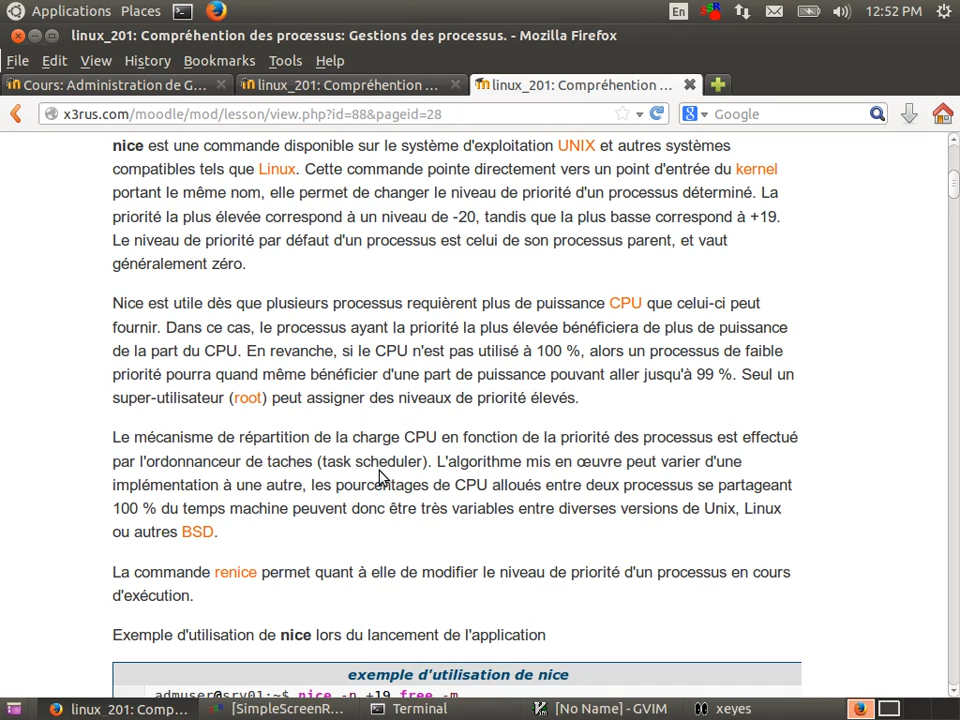 Applications Places En 12:52 PM
linux_201: Compréhention des processus: Gestions des processus. - Mozilla Firefox
File Edit View History Bookmarks Tools Help
Cours: Administration de G... linux_201: Compréhention ... linux_201: Compréhention ...
x3rus.com/moodle/mod/lesson/view.php?id=88&pageid=28 Google
nice est une commande disponible sur le système d'exploitation UNIX et autres systèmes
compatibles tels que Linux. Cette commande pointe directement vers un point d'entrée du kernel
portant le même nom, elle permet de changer le niveau de priorité d'un processus déterminé. La
priorité la plus élevée correspond à un niveau de -20, tandis que la plus basse correspond à +19.
Le niveau de priorité par défaut d'un processus est celui de son processus parent, et vaut
généralement zéro.
Nice est utile dès que plusieurs processus requièrent plus de puissance CPU que celui-ci peut
fournir. Dans ce cas, le processus ayant la priorité la plus élevée bénéficiera de plus de puissance
de la part du CPU. En revanche, si le CPU n'est pas utilisé à 100 %, alors un processus de faible
priorité pourra quand même bénéficier d'une part de puissance pouvant aller jusqu'à 99 %. Seul un
super-utilisateur (root) peut assigner des niveaux de priorité élevés.
Le mécanisme de répartition de la charge CPU en fonction de la priorité des processus est effectué
par l'ordonnanceur de taches (task scheduler). L'algorithme mis en œuvre peut varier d'une
implémentation à une autre, les pourcentages de CPU alloués entre deux processus se partageant
100 % du temps machine peuvent donc être très variables entre diverses versions de Unix, Linux
ou autres BSD.
La commande renice permet quant à elle de modifier le niveau de priorité d'un processus en cours
d'exécution.
Exemple d'utilisation de nice lors du lancement de l'application
exemple d'utilisation de nice
admuser@srv01:~$ nice -n +19 free -m
linux_201: Comp... [SimpleScreenR... Terminal [No Name] - GVIM xeyes